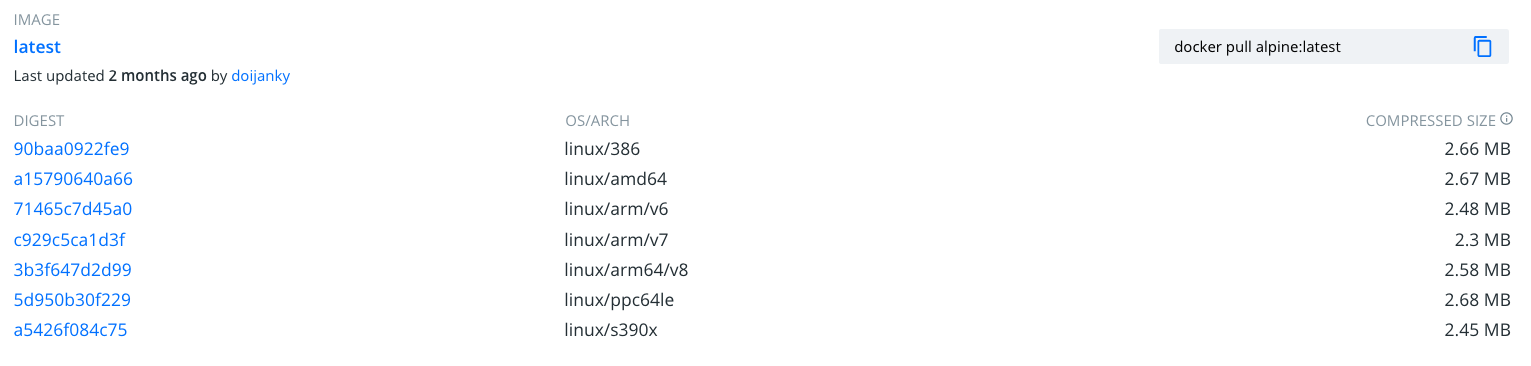 IMAGE
latest
docker pull alpine:latest
Last updated 2 months ago by doijanky
DIGEST OS/ARCH COMPRESSED SIZE
90baa0922fe9 linux/386 2.66 MB
a15790640a66 linux/amd64 2.67 MB
71465c7d45a0 linux/arm/v6 2.48 MB
c929c5ca1d3f linux/arm/v7 2.3 MB
3b3f647d2d99 linux/arm64/v8 2.58 MB
5d950b30f229 linux/ppc64le 2.68 MB
a5426f084c75 linux/s390x 2.45 MB